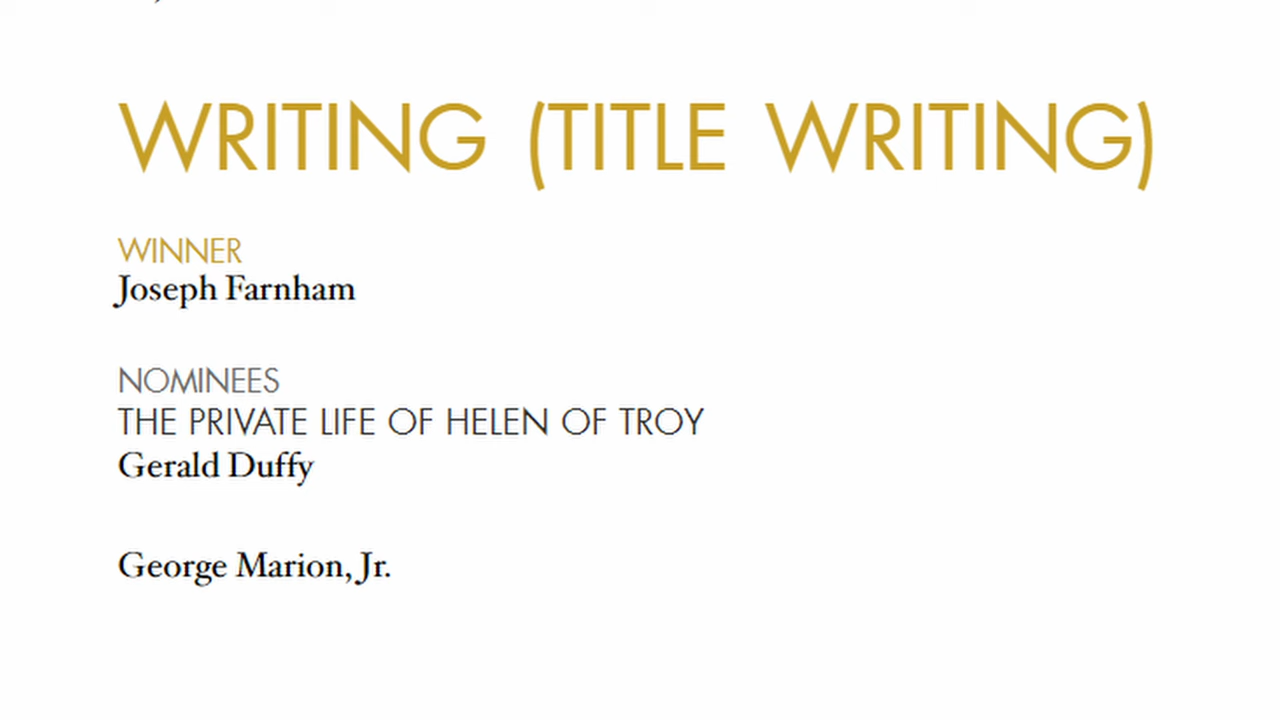 WRITING (TITLE WRITING)
WINNER
Joseph Farnham
NOMINEES
THE PRIVATE LIFE OF HELEN OF TROY
Gerald Duffy
George Marion, Jr.